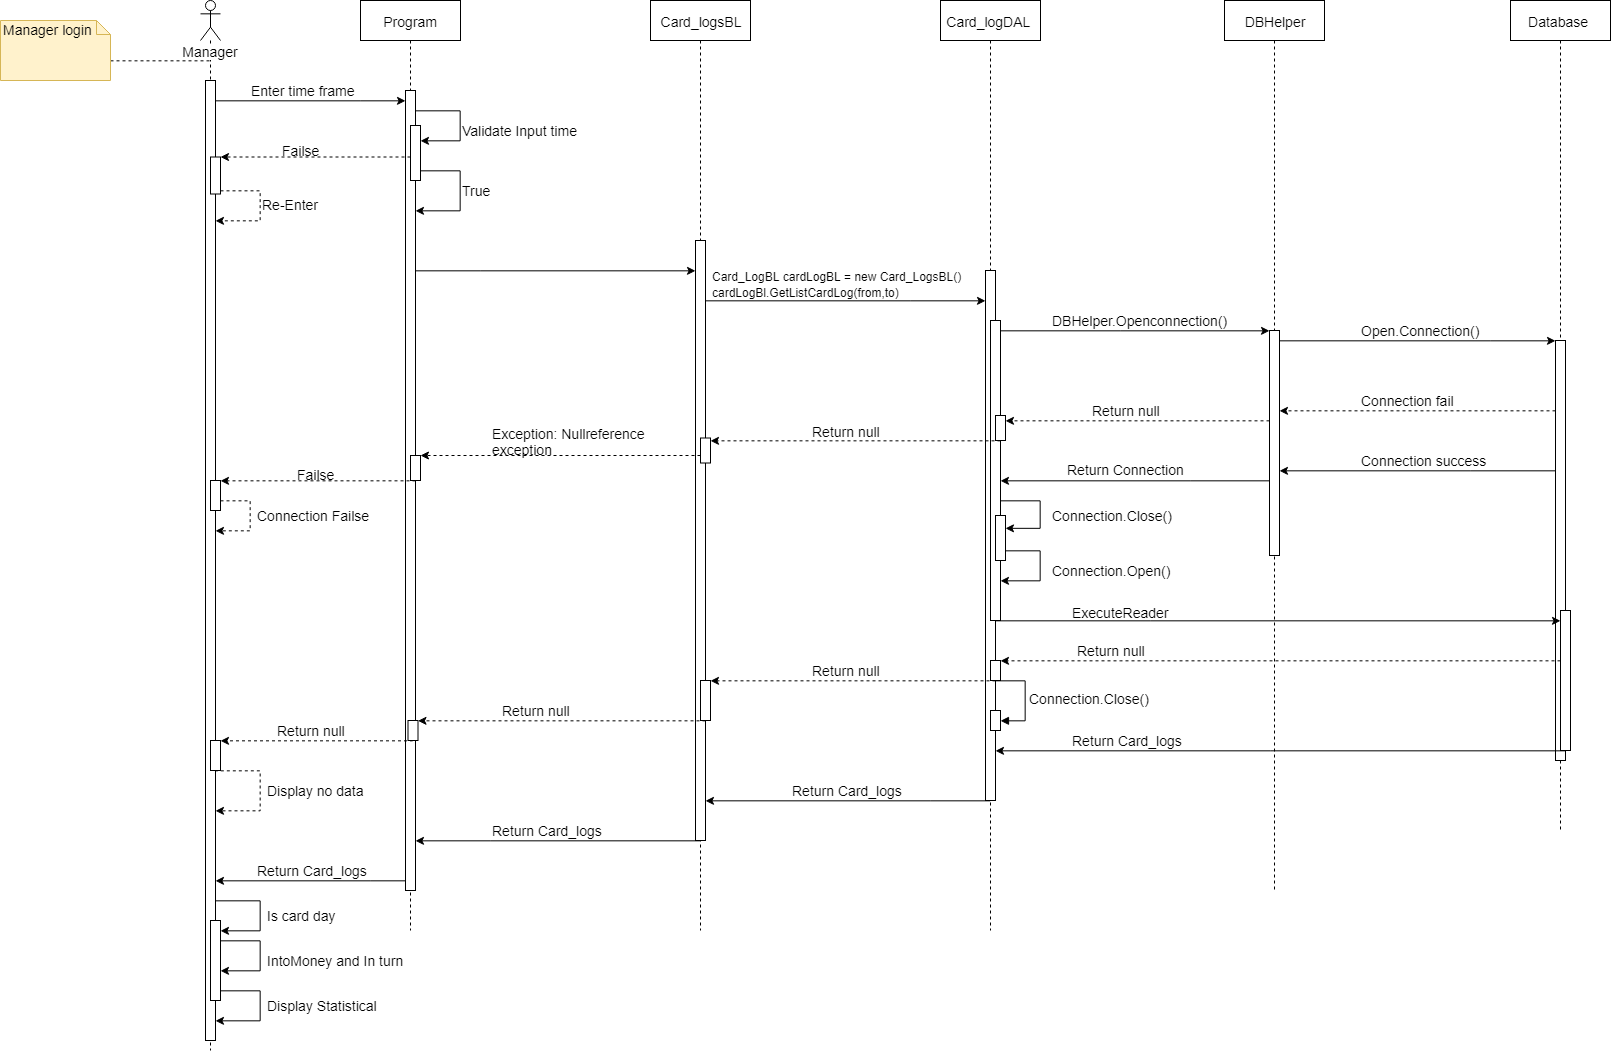 Manager login
Manager
Program
Card_logsBL
Card_logDAL
DBHelper
Database
Enter time frame
Validate Input time
Failse
True
Re-Enter
Card_LogBL cardLogBL = new Card_LogsBL()
cardLogBl.GetListCardLog(from,to)
DBHelper.Openconnection()
Open.Connection()
Connection fail
Return null
Return null
Exception: Nullreference
exception
Connection success
Return Connection
Failse
Connection Failse
Connection.Close()
Connection.Open()
ExecuteReader
Return null
Return null
Connection.Close()
Return null
Return null
Return Card_logs
Display no data
Return Card_logs
Return Card_logs
Return Card_logs
Is card day
IntoMoney and In turn
Display Statistical